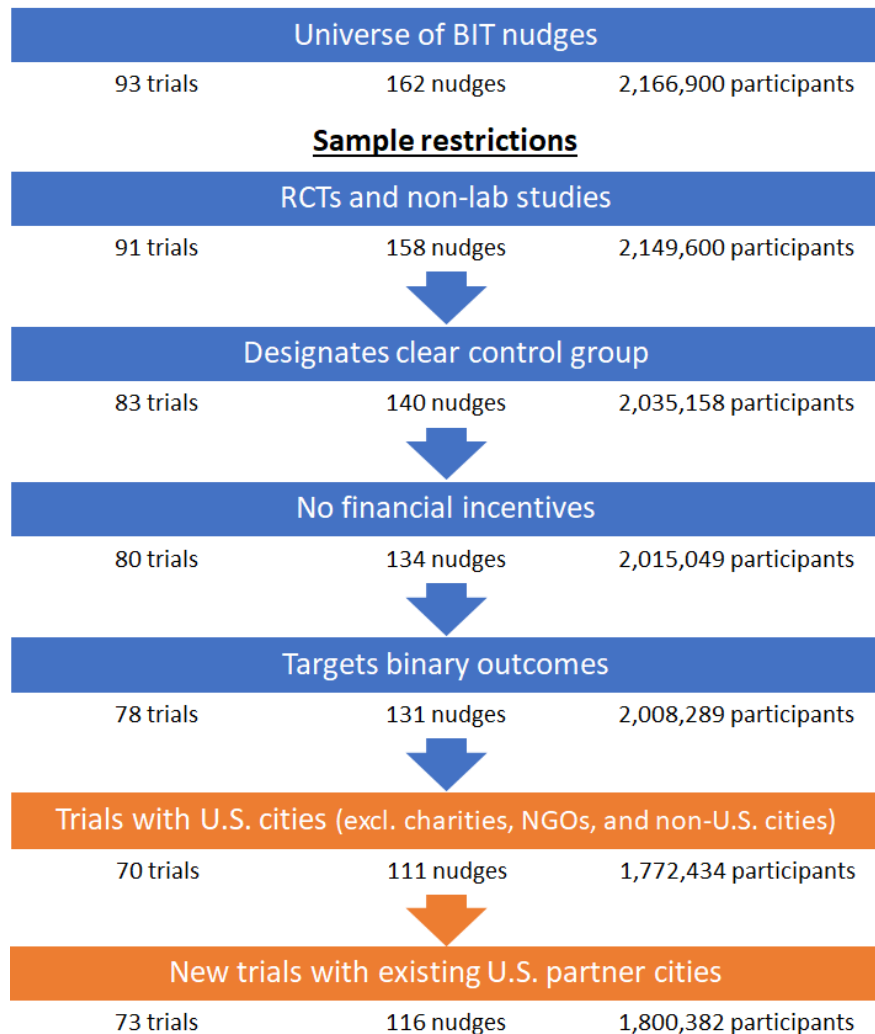 Universe of BIT nudges
93 trials 162 nudges 2,166,900 participants
Sample restrictions
RCTs and non-lab studies
91 trials 158 nudges 2,149,600 participants
Designates clear control group
83 trials 140 nudges 2,035,158 participants
No financial incentives
80 trials 134 nudges 2,015,049 participants
Targets binary outcomes
78 trials 131 nudges 2,008,289 participants
Trials with U.S. cities (excl. charities, NGOs, and non-U.S. cities)
70 trials 111 nudges 1,772,434 participants
New trials with existing U.S. partner cities
73 trials 116 nudges 1,800,382 participants